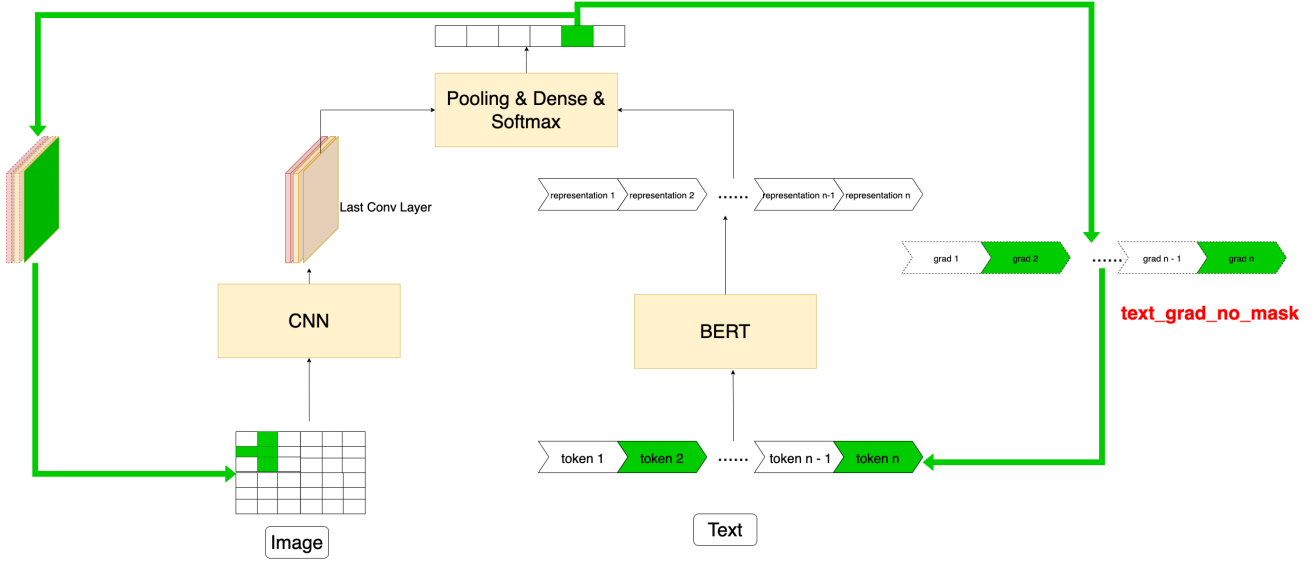 Pooling & Dense &
Softmax
Last Conv Layer
representation 1
representation 2
......
representation n-1
representation n
grad 1
grad 2
......
grad n - 1
grad n
text_grad_no_mask
CNN
BERT
token 1
token 2
......
token n - 1
token n
Image
Text